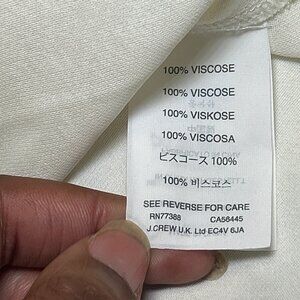 100% VISCOSE
100% VISCOSE
100% VISKOSE
100% VISCOSA
ビスコース 100%
100% 비스코스
SEE REVERSE FOR CARE
RN77388 CA56445
J.CREW U.K. Ltd EC4V 6JA